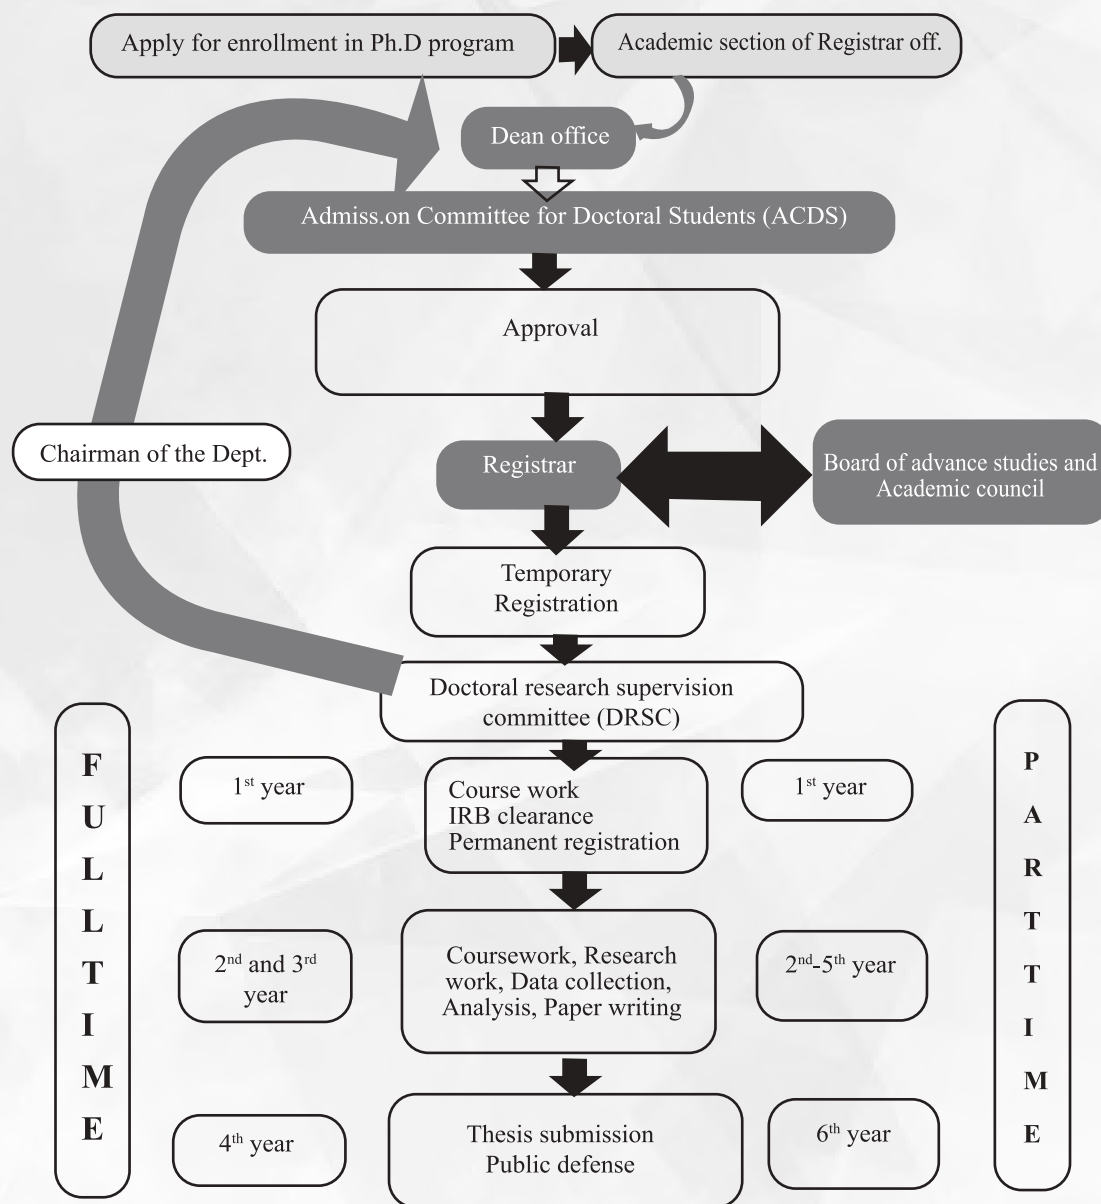 Apply for enrollment in Ph.D program
Academic section of Registrar off.
Dean office
Admiss.on Committee for Doctoral Students (ACDS)
Approval
Chairman of the Dept.
Registrar
Board of advance studies and
Academic council
Temporary
Registration
Doctoral research supervision
committee (DRSC)
FULLTIME
PARTTIME
1st year
Course work
IRB clearance
Permanent registration
1st year
2nd and 3rd
year
Coursework, Research
work, Data collection,
Analysis, Paper writing
2nd-5th year
4th year
Thesis submission
Public defense
6th year